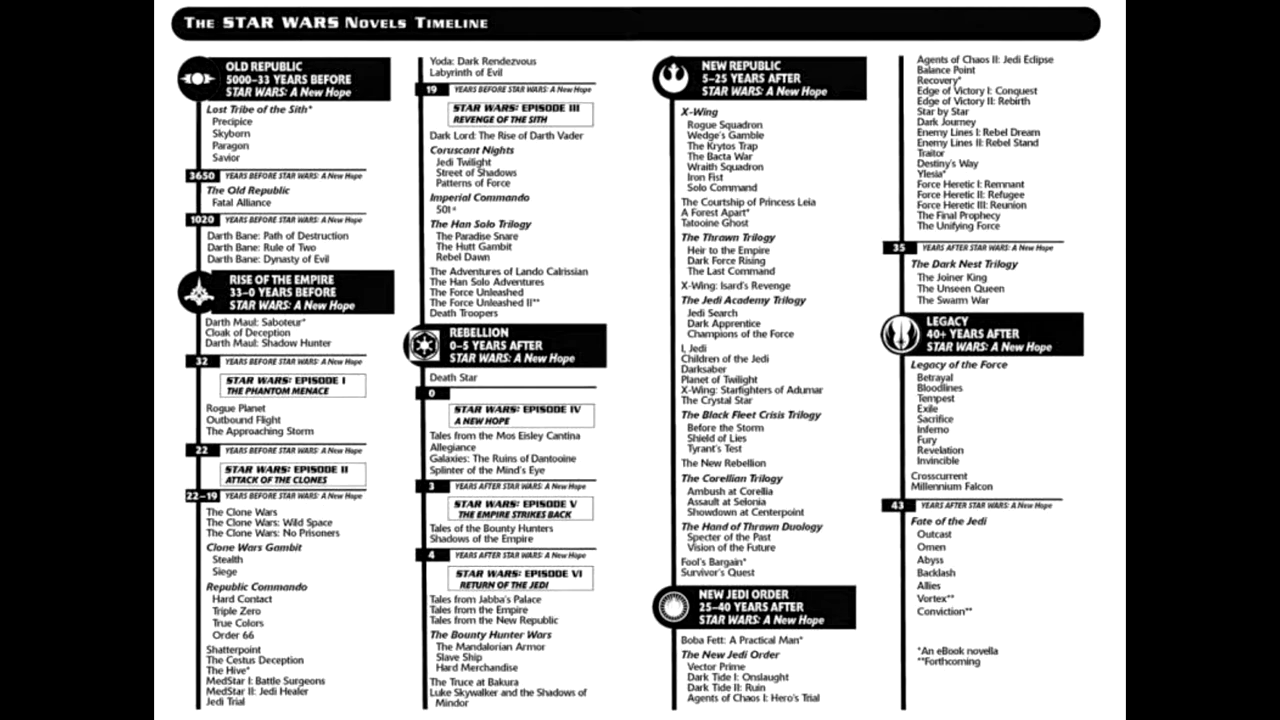 THE STAR WARS NOVELS TIMELINE
OLD REPUBLIC
5000–33 YEARS BEFORE
STAR WARS: A New Hope
Lost Tribe of the Sith*
Precipice
Skyborn
Paragon
Savior
3650 YEARS BEFORE STAR WARS: A New Hope
The Old Republic
Fatal Alliance
1020 YEARS BEFORE STAR WARS: A New Hope
Darth Bane: Path of Destruction
Darth Bane: Rule of Two
Darth Bane: Dynasty of Evil
RISE OF THE EMPIRE
33–0 YEARS BEFORE
STAR WARS: A New Hope
Darth Maul: Saboteur*
Cloak of Deception
Darth Maul: Shadow Hunter
32 YEARS BEFORE STAR WARS: A New Hope
STAR WARS: EPISODE I
THE PHANTOM MENACE
Rogue Planet
Outbound Flight
The Approaching Storm
22 YEARS BEFORE STAR WARS: A New Hope
STAR WARS: EPISODE II
ATTACK OF THE CLONES
22–19 YEARS BEFORE STAR WARS: A New Hope
The Clone Wars
The Clone Wars: Wild Space
The Clone Wars: No Prisoners
Clone Wars Gambit
Stealth
Siege
Republic Commando
Hard Contact
Triple Zero
True Colors
Order 66
Shatterpoint
The Cestus Deception
The Hive*
MedStar I: Battle Surgeons
MedStar II: Jedi Healer
Jedi Trial
Yoda: Dark Rendezvous
Labyrinth of Evil
19 YEARS BEFORE STAR WARS: A New Hope
STAR WARS: EPISODE III
REVENGE OF THE SITH
Dark Lord: The Rise of Darth Vader
Coruscant Nights
Jedi Twilight
Street of Shadows
Patterns of Force
Imperial Commando
501st
The Han Solo Trilogy
The Paradise Snare
The Hutt Gambit
Rebel Dawn
The Adventures of Lando Calrissian
The Han Solo Adventures
The Force Unleashed
The Force Unleashed II**
Death Troopers
REBELLION
0–5 YEARS AFTER
STAR WARS: A New Hope
Death Star
0
STAR WARS: EPISODE IV
A NEW HOPE
Tales from the Mos Eisley Cantina
Allegiance
Galaxies: The Ruins of Dantooine
Splinter of the Mind's Eye
3 YEARS AFTER STAR WARS: A New Hope
STAR WARS: EPISODE V
THE EMPIRE STRIKES BACK
Tales of the Bounty Hunters
Shadows of the Empire
4 YEARS AFTER STAR WARS: A New Hope
STAR WARS: EPISODE VI
RETURN OF THE JEDI
Tales from Jabba's Palace
Tales from the Empire
Tales from the New Republic
The Bounty Hunter Wars
The Mandalorian Armor
Slave Ship
Hard Merchandise
The Truce at Bakura
Luke Skywalker and the Shadows of
Mindor
NEW REPUBLIC
5–25 YEARS AFTER
STAR WARS: A New Hope
X-Wing
Rogue Squadron
Wedge's Gamble
The Krytos Trap
The Bacta War
Wraith Squadron
Iron Fist
Solo Command
The Courtship of Princess Leia
A Forest Apart*
Tatooine Ghost
The Thrawn Trilogy
Heir to the Empire
Dark Force Rising
The Last Command
X-Wing: Isard's Revenge
The Jedi Academy Trilogy
Jedi Search
Dark Apprentice
Champions of the Force
I, Jedi
Children of the Jedi
Darksaber
Planet of Twilight
X-Wing: Starfighters of Adumar
The Crystal Star
The Black Fleet Crisis Trilogy
Before the Storm
Shield of Lies
Tyrant's Test
The New Rebellion
The Corellian Trilogy
Ambush at Corellia
Assault at Selonia
Showdown at Centerpoint
The Hand of Thrawn Duology
Specter of the Past
Vision of the Future
Fool's Bargain*
Survivor's Quest
NEW JEDI ORDER
25–40 YEARS AFTER
STAR WARS: A New Hope
Boba Fett: A Practical Man*
The New Jedi Order
Vector Prime
Dark Tide I: Onslaught
Dark Tide II: Ruin
Agents of Chaos I: Hero's Trial
Agents of Chaos II: Jedi Eclipse
Balance Point
Recovery*
Edge of Victory I: Conquest
Edge of Victory II: Rebirth
Star by Star
Dark Journey
Enemy Lines I: Rebel Dream
Enemy Lines II: Rebel Stand
Traitor
Destiny's Way
Ylesia*
Force Heretic I: Remnant
Force Heretic II: Refugee
Force Heretic III: Reunion
The Final Prophecy
The Unifying Force
35 YEARS AFTER STAR WARS: A New Hope
The Dark Nest Trilogy
The Joiner King
The Unseen Queen
The Swarm War
LEGACY
40+ YEARS AFTER
STAR WARS: A New Hope
Legacy of the Force
Betrayal
Bloodlines
Tempest
Exile
Sacrifice
Inferno
Fury
Revelation
Invincible
Crosscurrent
Millennium Falcon
43 YEARS AFTER STAR WARS: A New Hope
Fate of the Jedi
Outcast
Omen
Abyss
Backlash
Allies
Vortex**
Conviction**
*An eBook novella
**Forthcoming